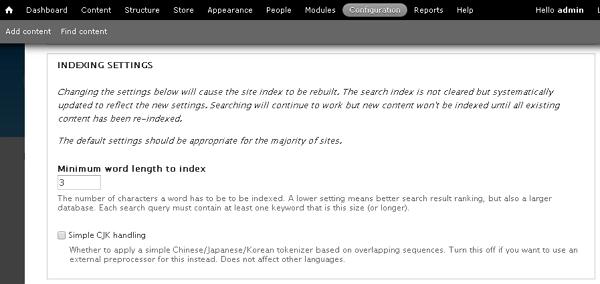 Dashboard Content Structure Store Appearance People Modules Configuration Reports Help Hello admin L
Add content Find content
INDEXING SETTINGS
Changing the settings below will cause the site index to be rebuilt. The search index is not cleared but systematically
updated to reflect the new settings. Searching will continue to work but new content won't be indexed until all existing
content has been re-indexed.
The default settings should be appropriate for the majority of sites.
Minimum word length to index
3
The number of characters a word has to be to be indexed. A lower setting means better search result ranking, but also a larger
database. Each search query must contain at least one keyword that is this size (or longer).
Simple CJK handling
Whether to apply a simple Chinese/Japanese/Korean tokenizer based on overlapping sequences. Turn this off if you want to use an
external preprocessor for this instead. Does not affect other languages.